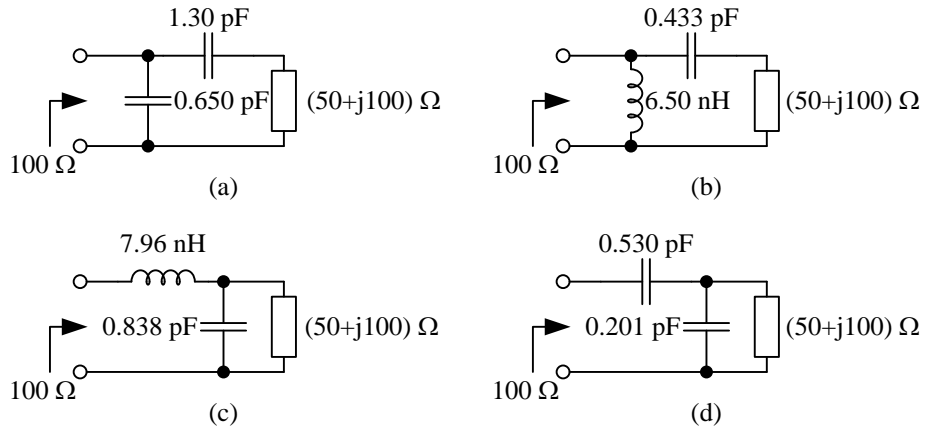 1.30 pF
0.650 pF
(50+j100) Ω
100 Ω
(a)
0.433 pF
6.50 nH
(50+j100) Ω
100 Ω
(b)
7.96 nH
0.838 pF
(50+j100) Ω
100 Ω
(c)
0.530 pF
0.201 pF
(50+j100) Ω
100 Ω
(d)